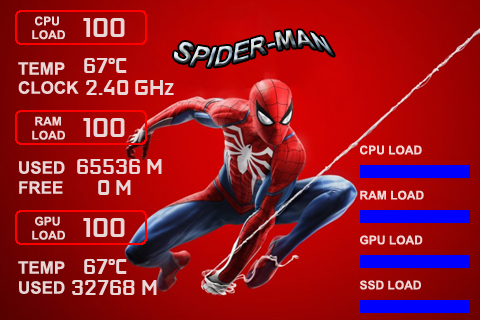 CPU LOAD 100
TEMP 67°C
CLOCK 2.40 GHz
RAM LOAD 100
USED 65536 M
FREE 0 M
GPU LOAD 100
TEMP 67°C
USED 32768 M
SPIDER-MAN
CPU LOAD
RAM LOAD
GPU LOAD
SSD LOAD